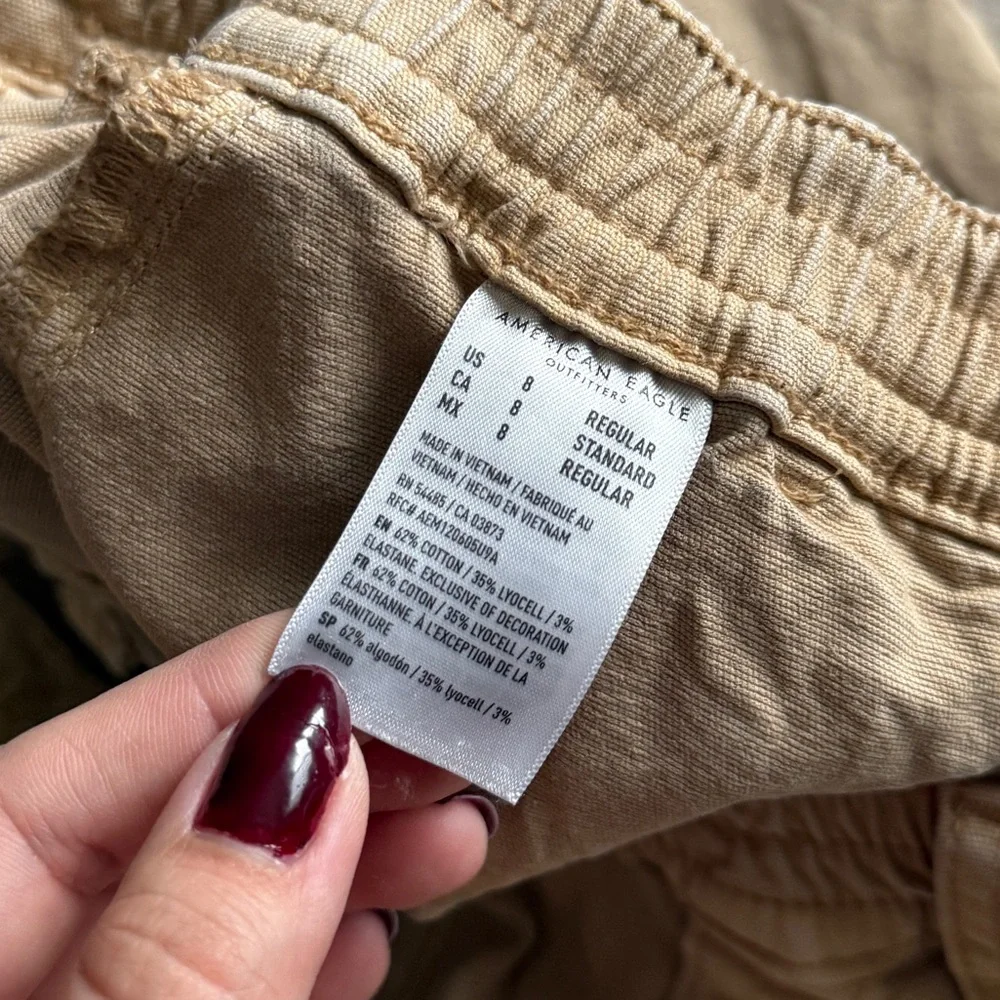 AMERICAN EAGLE
OUTFITTERS
US 8 REGULAR
CA 8 STANDARD
MX 8 REGULAR
MADE IN VIETNAM / FABRIQUÉ AU
VIETNAM / HECHO EN VIETNAM
RN 54485 / CA 03873
RFC# AEM120606U9A
EN 62% COTTON / 35% LYOCELL / 3%
ELASTANE, EXCLUSIVE OF DECORATION
FR 62% COTON / 35% LYOCELL / 3%
ÉLASTHANNE, À L'EXCEPTION DE LA
GARNITURE
SP 62% algodón / 35% lyocell / 3%
elastano